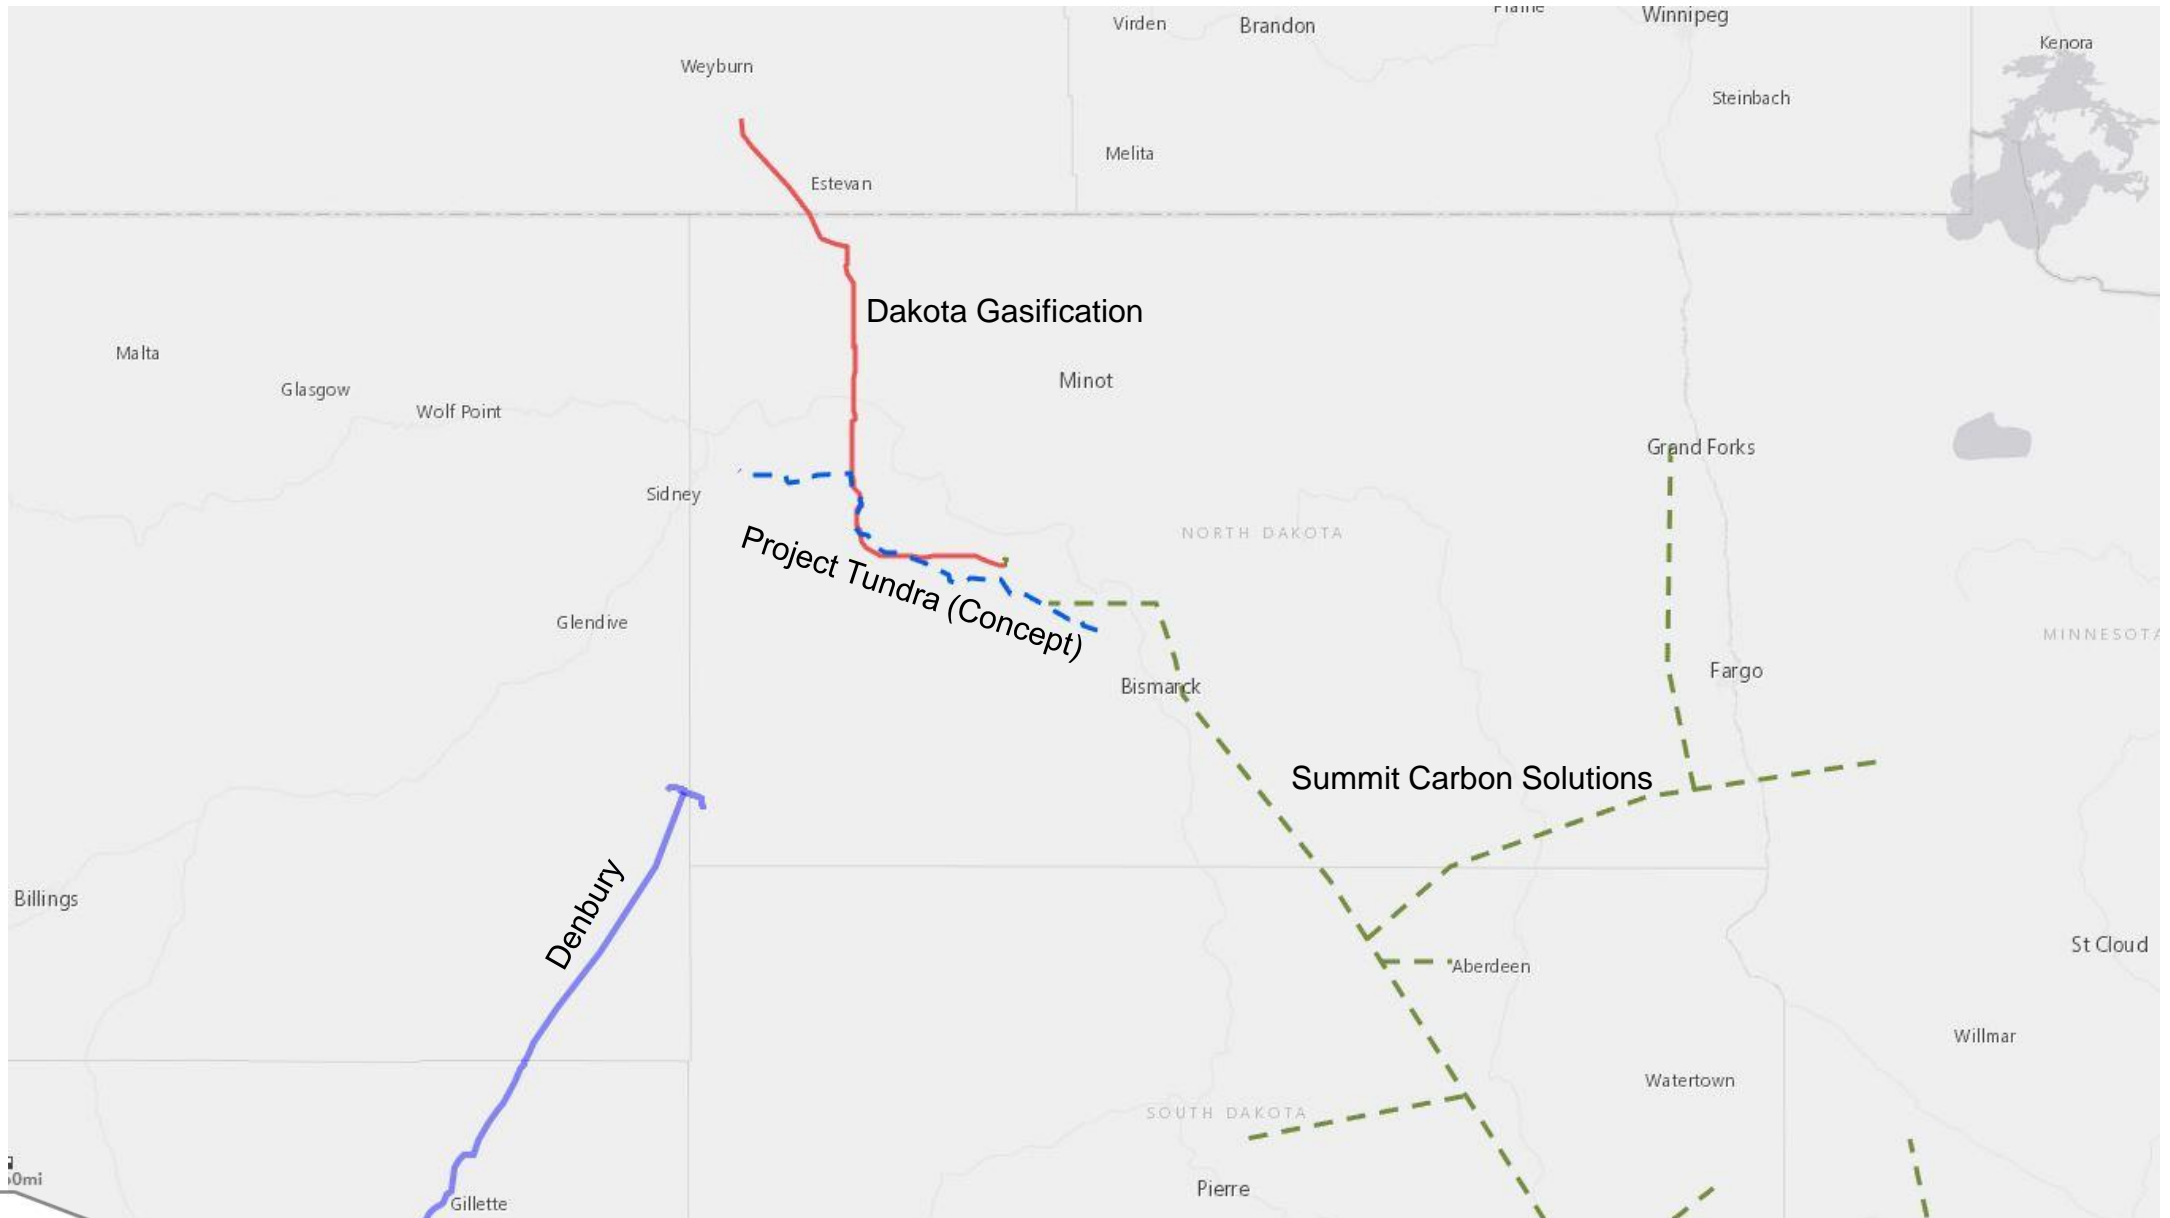 Winnipeg
Virden
Brandon
Kenora
Weyburn
Steinbach
Melita
Estevan
Dakota Gasification
Malta
Minot
Glasgow
Wolf Point
Grand Forks
Sidney
NORTH DAKOTA
Project Tundra (Concept)
Glendive
MINNESOTA
Fargo
Bismarck
Summit Carbon Solutions
Denbury
Billings
St Cloud
Aberdeen
Willmar
Watertown
SOUTH DAKOTA
0mi
Pierre
Gillette